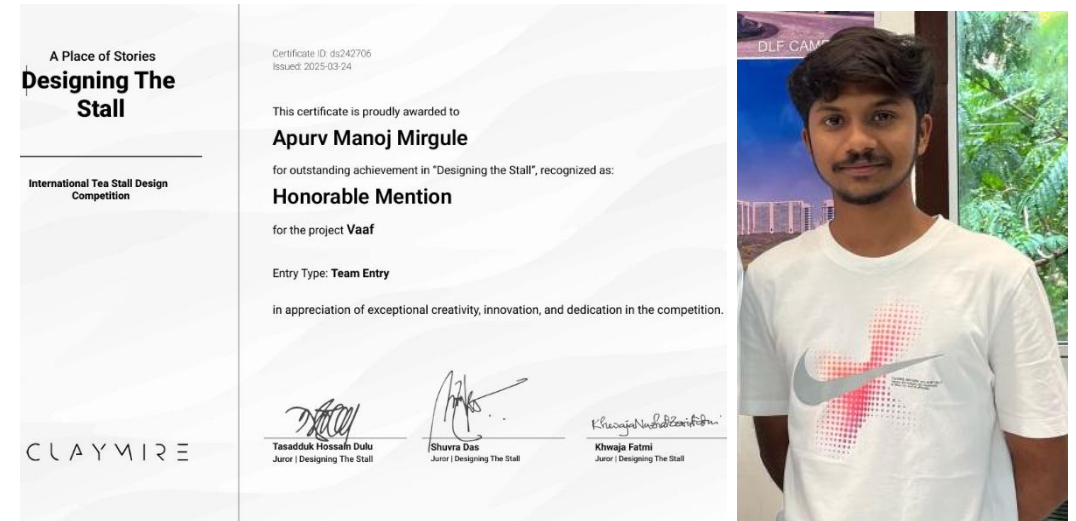 A Place of Stories
Designing The
Stall
International Tea Stall Design
Competition
CLAYMIRE
Certificate ID: ds242706
Issued: 2025-03-24
This certificate is proudly awarded to
Apurv Manoj Mirgule
for outstanding achievement in “Designing the Stall”, recognized as:
Honorable Mention
for the project Vaaf
Entry Type: Team Entry
in appreciation of exceptional creativity, innovation, and dedication in the competition.
Tasadduk Hossain Dulu
Juror | Designing The Stall
Shuvra Das
Juror | Designing The Stall
Khwaja Fatmi
Juror | Designing The Stall
DLF